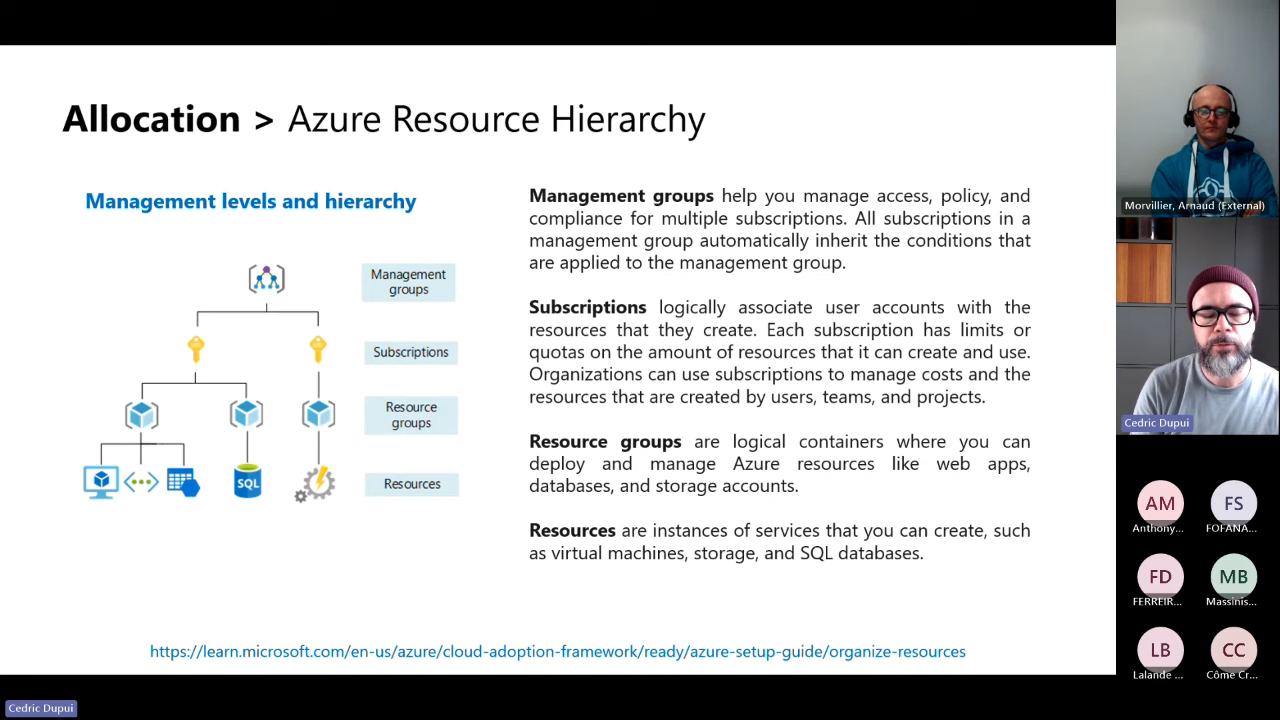 Allocation > Azure Resource Hierarchy
Management levels and hierarchy
Management
groups
Subscriptions
Resource
groups
SQL
Resources
Management groups help you manage access, policy, and
compliance for multiple subscriptions. All subscriptions in a
management group automatically inherit the conditions that
are applied to the management group.
Subscriptions logically associate user accounts with the
resources that they create. Each subscription has limits or
quotas on the amount of resources that it can create and use.
Organizations can use subscriptions to manage costs and the
resources that are created by users, teams, and projects.
Resource groups are logical containers where you can
deploy and manage Azure resources like web apps,
databases, and storage accounts.
Resources are instances of services that you can create, such
as virtual machines, storage, and SQL databases.
https://learn.microsoft.com/en-us/azure/cloud-adoption-framework/ready/azure-setup-guide/organize-resources
Morvillier, Arnaud (External)
Cedric Dupui
AM
Anthony...
FS
FOFANA...
FD
FERREIR...
MB
Massinis...
LB
Lalande ...
CC
Côme Cr...
Cedric Dupui